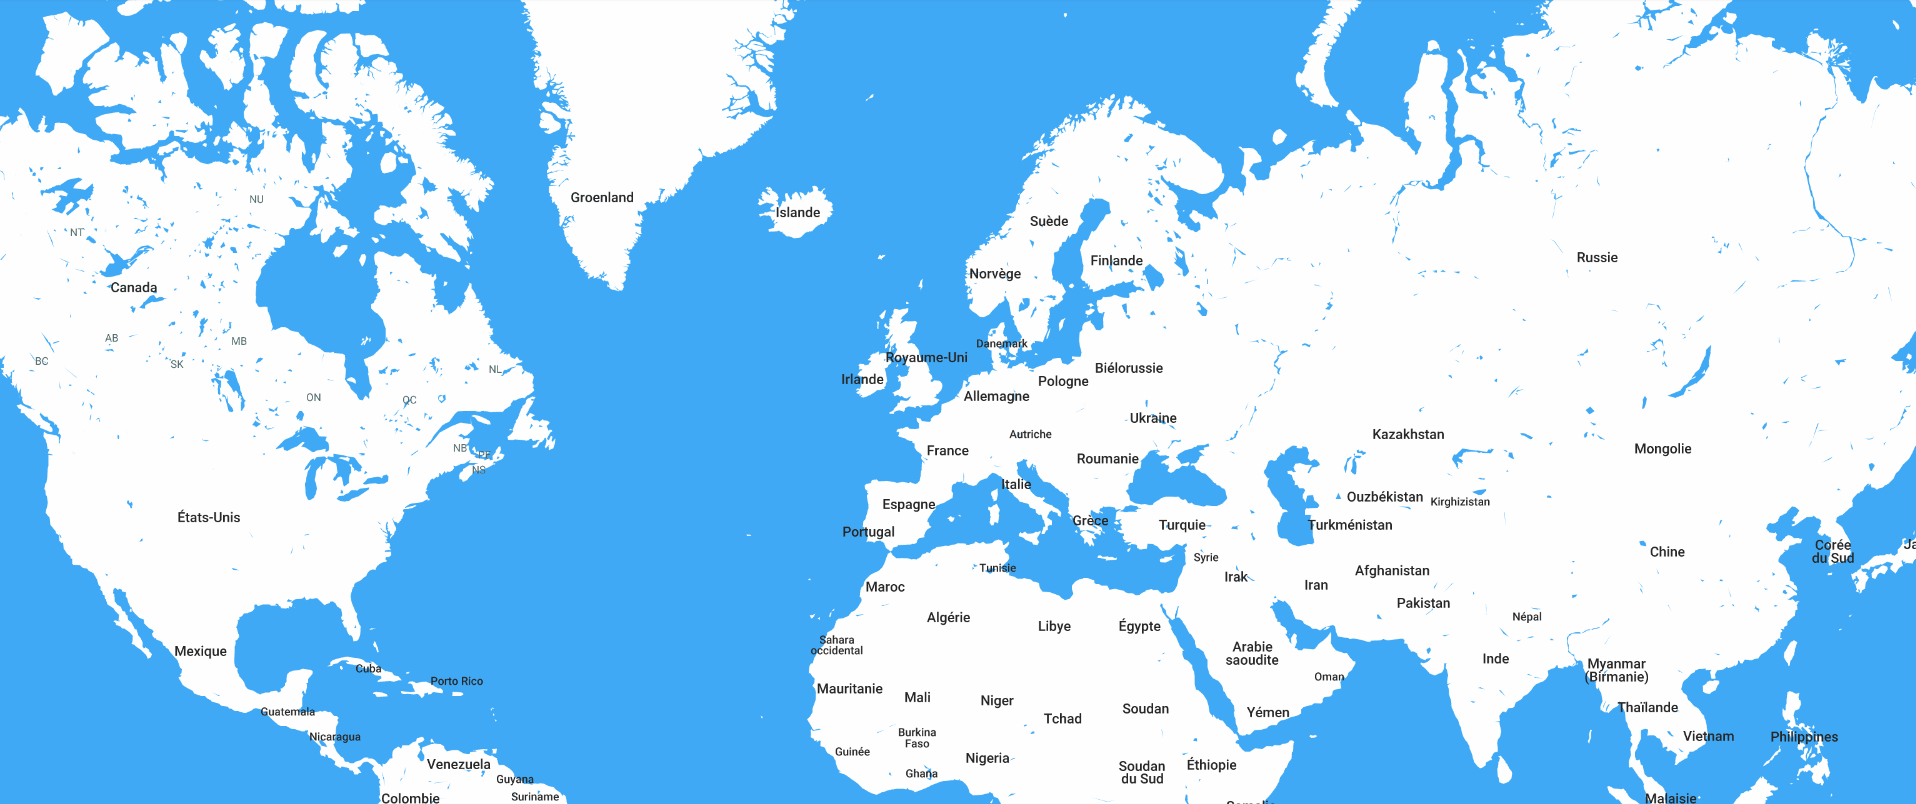 Groenland
Islande
NU
NT
Canada
AB
BC
SK
MB
ON
QC
NL
NB
PE
NS
États-Unis
Mexique
Cuba
Porto Rico
Guatemala
Nicaragua
Venezuela
Guyana
Suriname
Colombie
Suède
Norvège
Finlande
Russie
Danemark
Royaume-Uni
Irlande
Biélorussie
Pologne
Allemagne
Ukraine
Autriche
France
Roumanie
Italie
Espagne
Portugal
Grèce
Turquie
Kazakhstan
Mongolie
Ouzbékistan
Kirghizistan
Turkménistan
Syrie
Irak
Iran
Afghanistan
Pakistan
Népal
Chine
Corée
du Sud
Ja
Tunisie
Maroc
Algérie
Libye
Égypte
Sahara
occidental
Arabie
saoudite
Oman
Yémen
Inde
Myanmar
(Birmanie)
Thaïlande
Vietnam
Philippines
Malaisie
Mauritanie
Mali
Niger
Tchad
Soudan
Burkina
Faso
Guinée
Ghana
Nigeria
Soudan
du Sud
Éthiopie